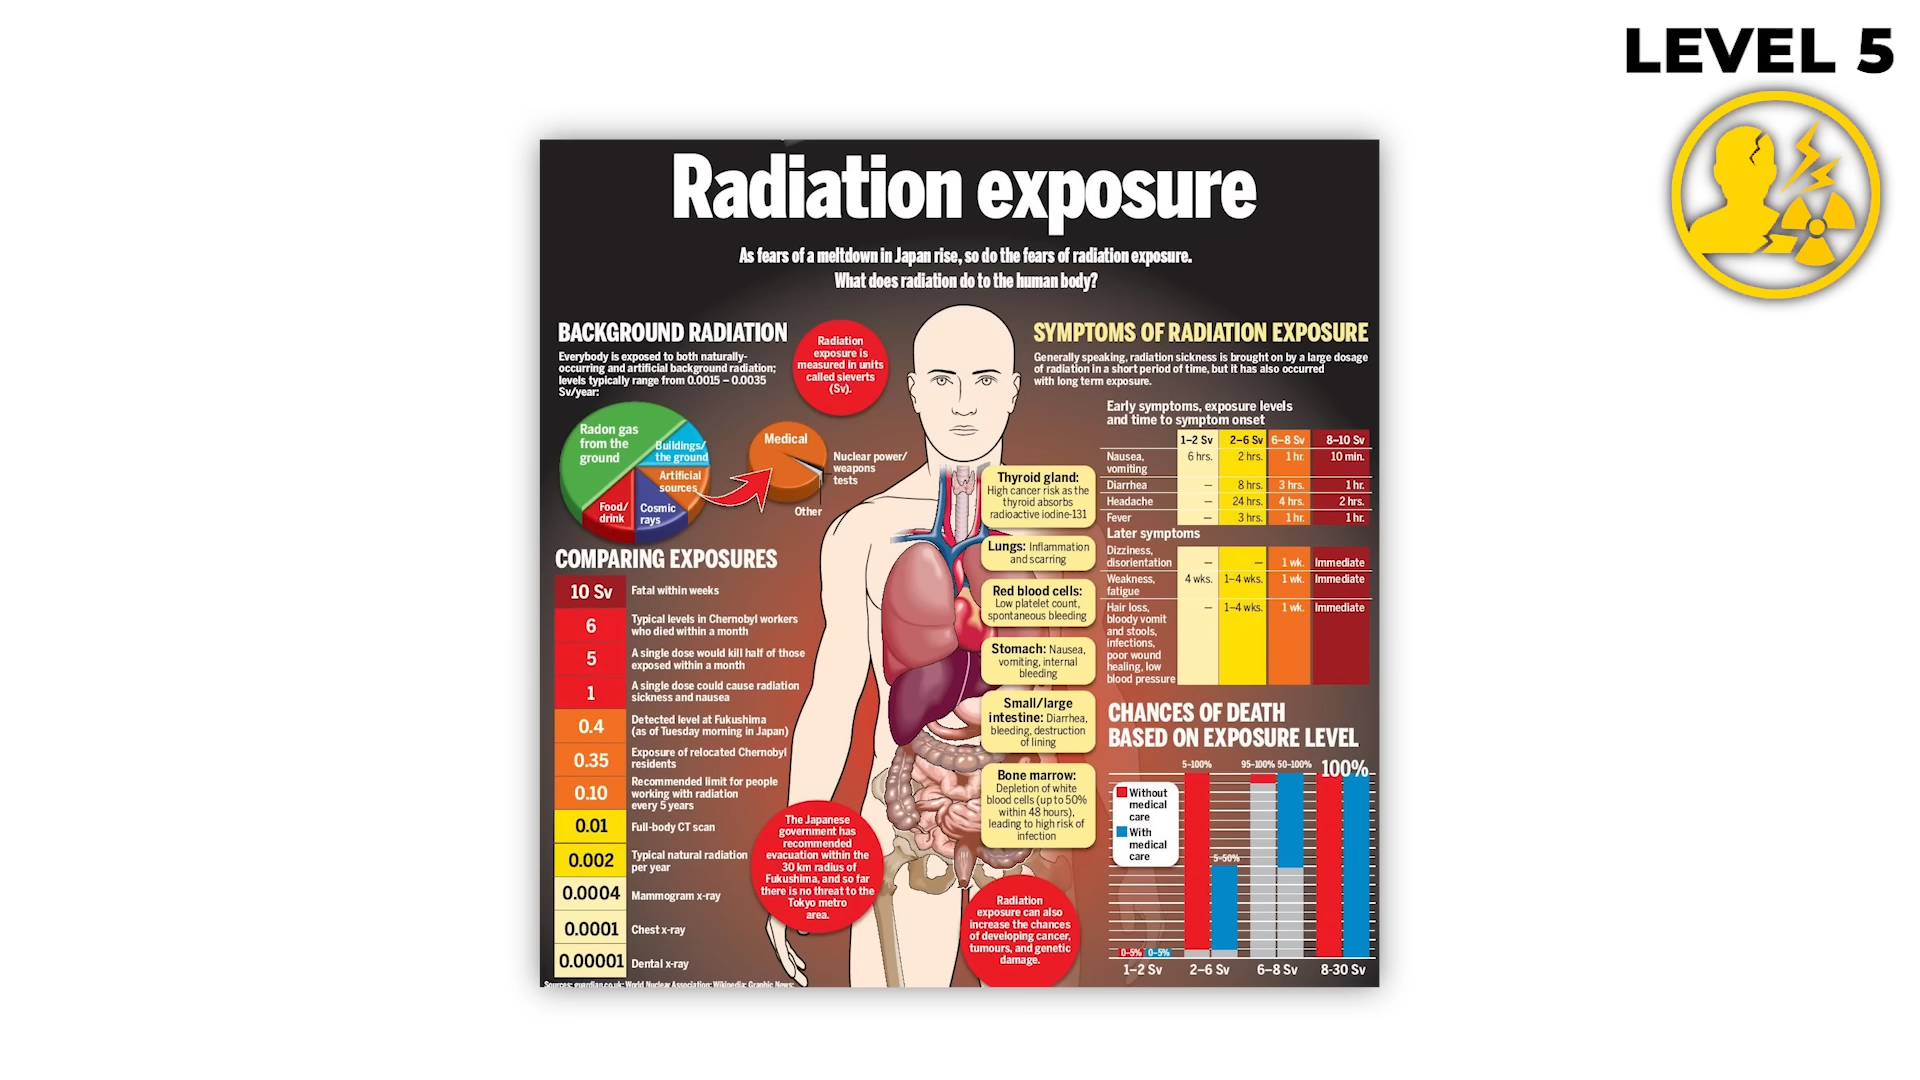 LEVEL 5
Radiation exposure
As fears of a meltdown in Japan rise, so do the fears of radiation exposure.
What does radiation do to the human body?
BACKGROUND RADIATION
Everybody is exposed to both naturally-
occurring and artificial background radiation;
levels typically range from 0.0015 – 0.0035
Sv/year:
Radiation
exposure is
measured in units
called sieverts
(Sv).
Radon gas
from the
ground
Buildings/
the ground
Artificial
sources
Food/
drink
Cosmic
rays
Medical
Nuclear power/
weapons
tests
Other
COMPARING EXPOSURES
10 Sv Fatal within weeks
6 Typical levels in Chernobyl workers
who died within a month
5 A single dose would kill half of those
exposed within a month
1 A single dose could cause radiation
sickness and nausea
0.4 Detected level at Fukushima
(as of Tuesday morning in Japan)
0.35 Exposure of relocated Chernobyl
residents
0.10 Recommended limit for people
working with radiation
every 5 years
0.01 Full-body CT scan
0.002 Typical natural radiation
per year
0.0004 Mammogram x-ray
0.0001 Chest x-ray
0.00001 Dental x-ray
Sources: guardian.co.uk; World Nuclear Association; Wikipedia; Graphic News;
The Japanese
government has
recommended
evacuation within the
30 km radius of
Fukushima, and so far
there is no threat to the
Tokyo metro
area.
Thyroid gland:
High cancer risk as the
thyroid absorbs
radioactive iodine-131
Lungs: Inflammation
and scarring
Red blood cells:
Low platelet count,
spontaneous bleeding
Stomach: Nausea,
vomiting, internal
bleeding
Small/large
intestine: Diarrhea,
bleeding, destruction
of lining
Bone marrow:
Depletion of white
blood cells (up to 50%
within 48 hours),
leading to high risk of
infection
Radiation
exposure can also
increase the chances
of developing cancer,
tumours, and genetic
damage.
SYMPTOMS OF RADIATION EXPOSURE
Generally speaking, radiation sickness is brought on by a large dosage
of radiation in a short period of time, but it has also occurred
with long term exposure.
Early symptoms, exposure levels
and time to symptom onset
1–2 Sv 2–6 Sv 6–8 Sv 8–10 Sv
Nausea, 6 hrs. 2 hrs. 1 hr. 10 min.
vomiting
Diarrhea – 8 hrs. 3 hrs. 1 hr.
Headache – 24 hrs. 4 hrs. 2 hrs.
Fever – 3 hrs. 1 hr. 1 hr.
Later symptoms
Dizziness,
disorientation – – 1 wk. Immediate
Weakness, 4 wks. 1–4 wks. 1 wk. Immediate
fatigue
Hair loss, – 1–4 wks. 1 wk. Immediate
bloody vomit
and stools,
infections,
poor wound
healing, low
blood pressure
CHANCES OF DEATH
BASED ON EXPOSURE LEVEL
5–100% 95–100% 50–100% 100%
Without
medical
care
With
medical
care
5–50%
0–5% 0–5%
1–2 Sv 2–6 Sv 6–8 Sv 8-30 Sv